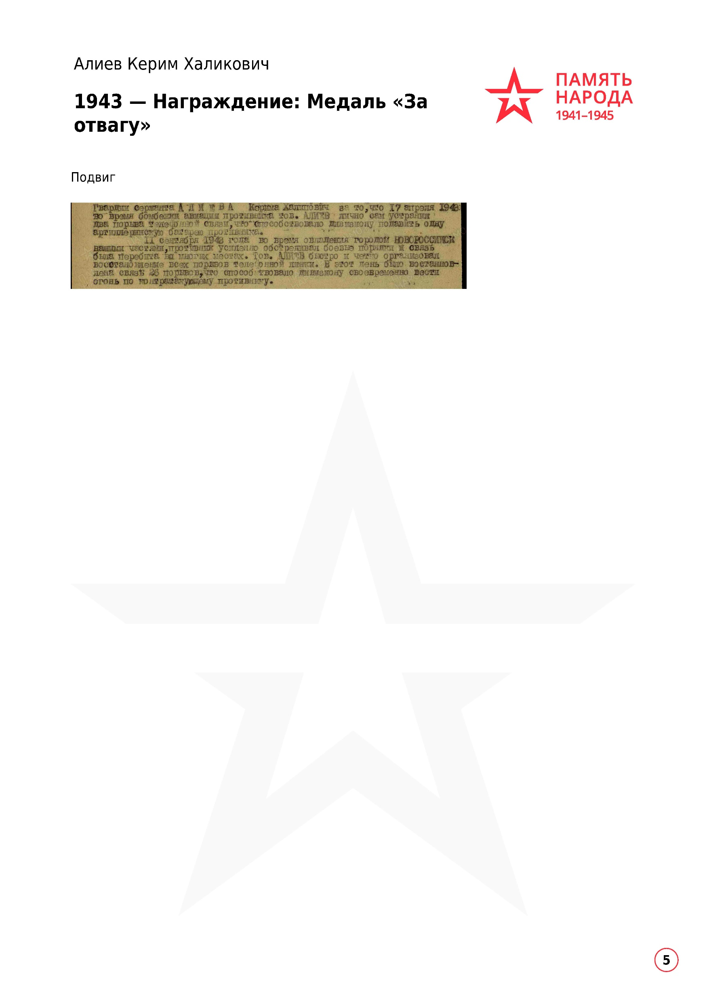 Алиев Керим Халикович
1943 — Награждение: Медаль «За
отвагу»
ПАМЯТЬ
НАРОДА
1941–1945
Подвиг
Гвардии сержанта А Л И Е В А Керима Халипович за то,что 17 апреля 1943
во время бомбежки авиации противника тов. АЛИЕВ лично сам устранил
два порыва телефонной связи,что способствовало дивизиону подавить одну
артиллеринскую батарею противника.
11 сентября 1943 года во время овладения городом НОВОРОССИЙСК
нашими частями,противник усиленно обстреливал боевые порядки и связь
была перебита во многих местах. Тов. АЛИЕВ быстро и четко организовал
восстановление всех порывов телефонной линии. В этот день было востаннов-
лена связь 26 порывов,что способствовало дивизиону своевременно вести
огонь по контратакующему противнику.
5